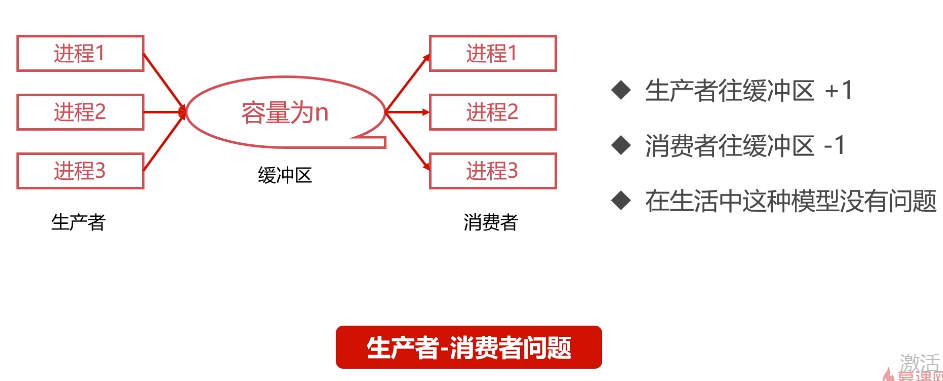 进程1
进程2
进程3
生产者
容量为n
缓冲区
进程1
进程2
进程3
消费者
◆ 生产者往缓冲区 +1
◆ 消费者往缓冲区 -1
◆ 在生活中这种模型没有问题
生产者-消费者问题
激活
慕课网